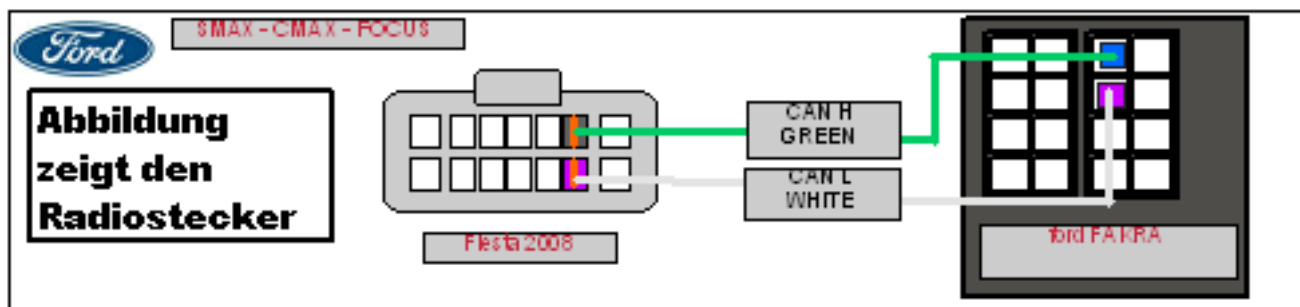 Ford
SMAX - CMAX - FOCUS
Abbildung
zeigt den
Radiostecker
CAN H
GREEN
CAN L
WHITE
Fiesta 2008
ford FAKRA